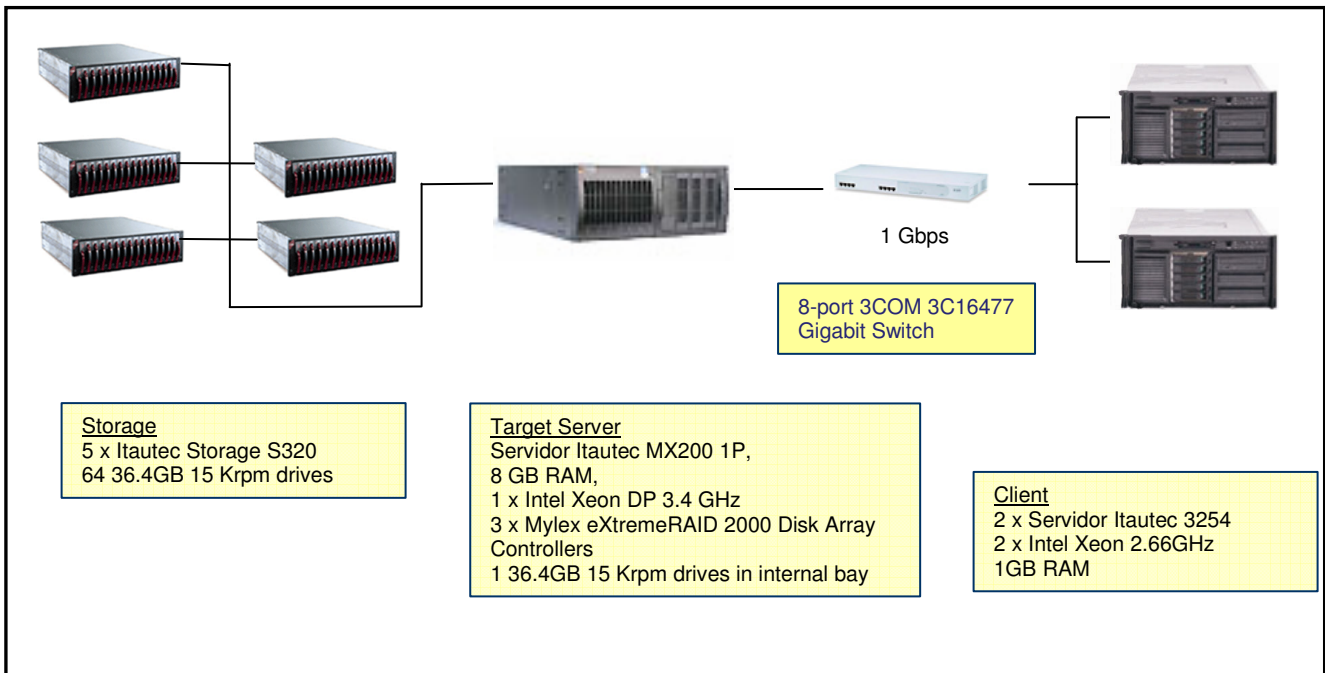 1 Gbps
8-port 3COM 3C16477
Gigabit Switch
Storage
5 x Itautec Storage S320
64 36.4GB 15 Krpm drives
Target Server
Servidor Itautec MX200 1P,
8 GB RAM,
1 x Intel Xeon DP 3.4 GHz
3 x Mylex eXtremeRAID 2000 Disk Array
Controllers
1 36.4GB 15 Krpm drives in internal bay
Client
2 x Servidor Itautec 3254
2 x Intel Xeon 2.66GHz
1GB RAM